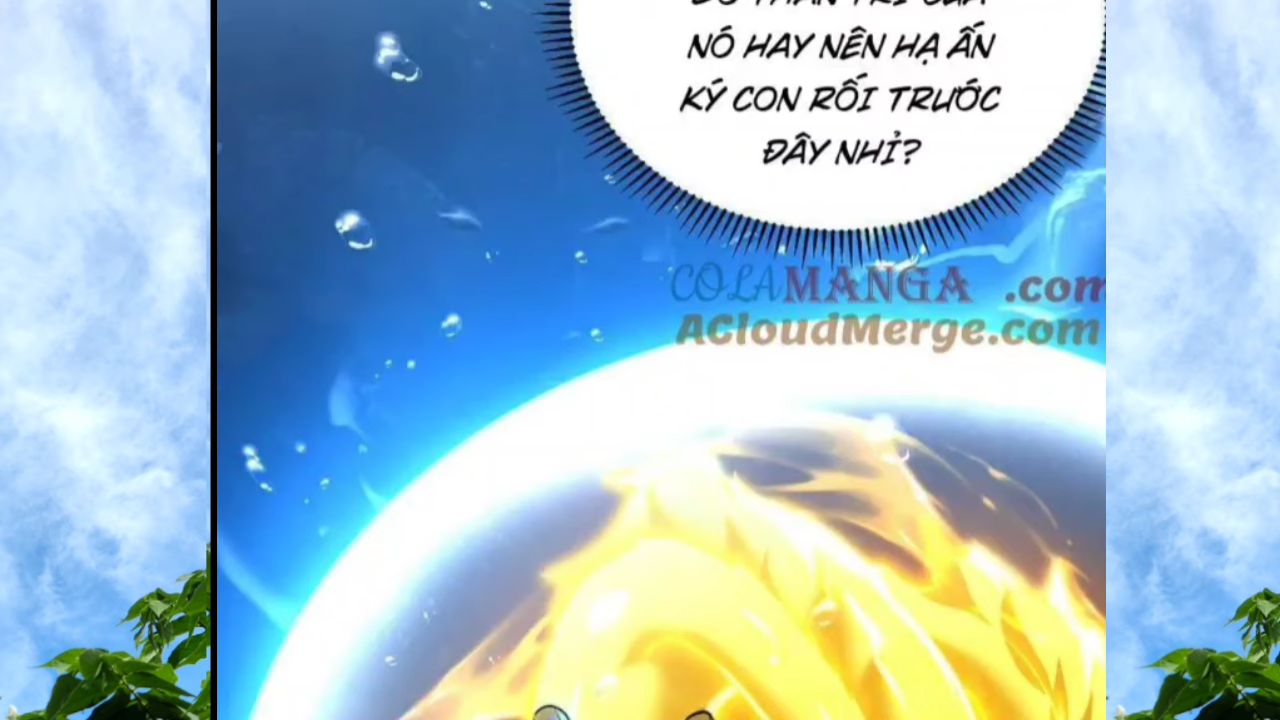 NÓ HAY NÊN HẠ ẤN
KÝ CON RỐI TRƯỚC
ĐÂY NHỈ?
COLAMANGA .com
ACloudMerge.com